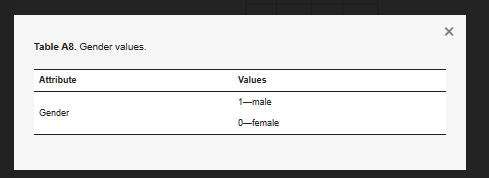 Table A8. Gender values.
Attribute Values
1—male
Gender
0—female